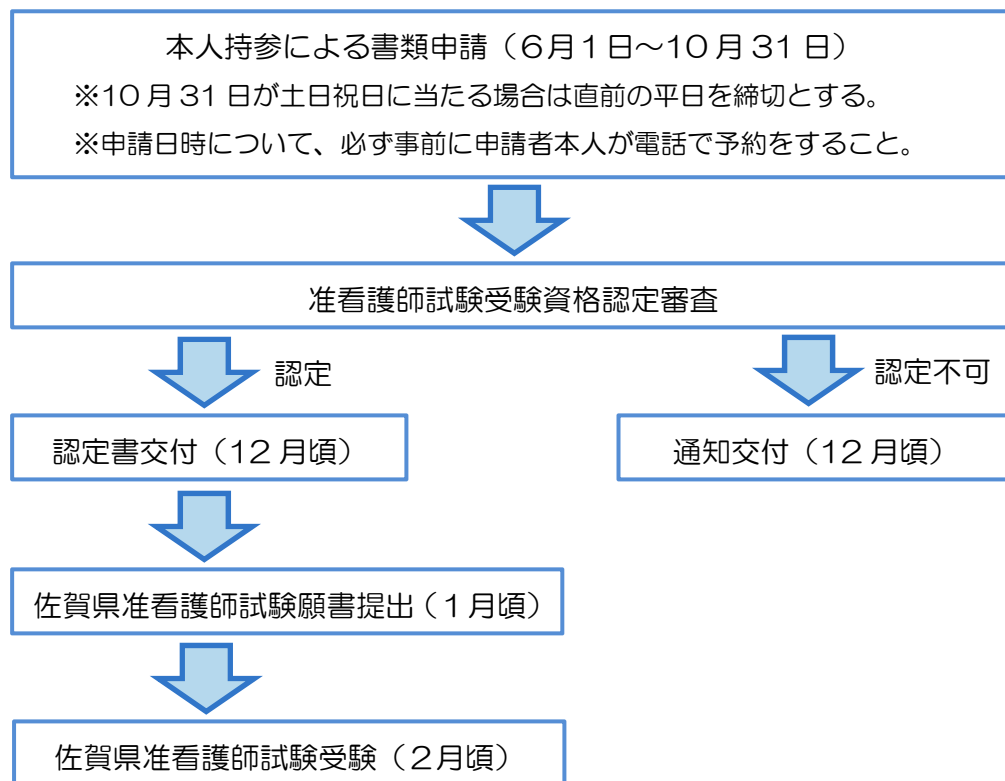 本人持参による書類申請（6月1日～10月31日）
※10月31日が土日祝日に当たる場合は直前の平日を締切とする。
※申請日時について、必ず事前に申請者本人が電話で予約をすること。
准看護師試験受験資格認定審査
認定
認定不可
認定書交付（12月頃）
通知交付（12月頃）
佐賀県准看護師試験願書提出（1月頃）
佐賀県准看護師試験受験（2月頃）